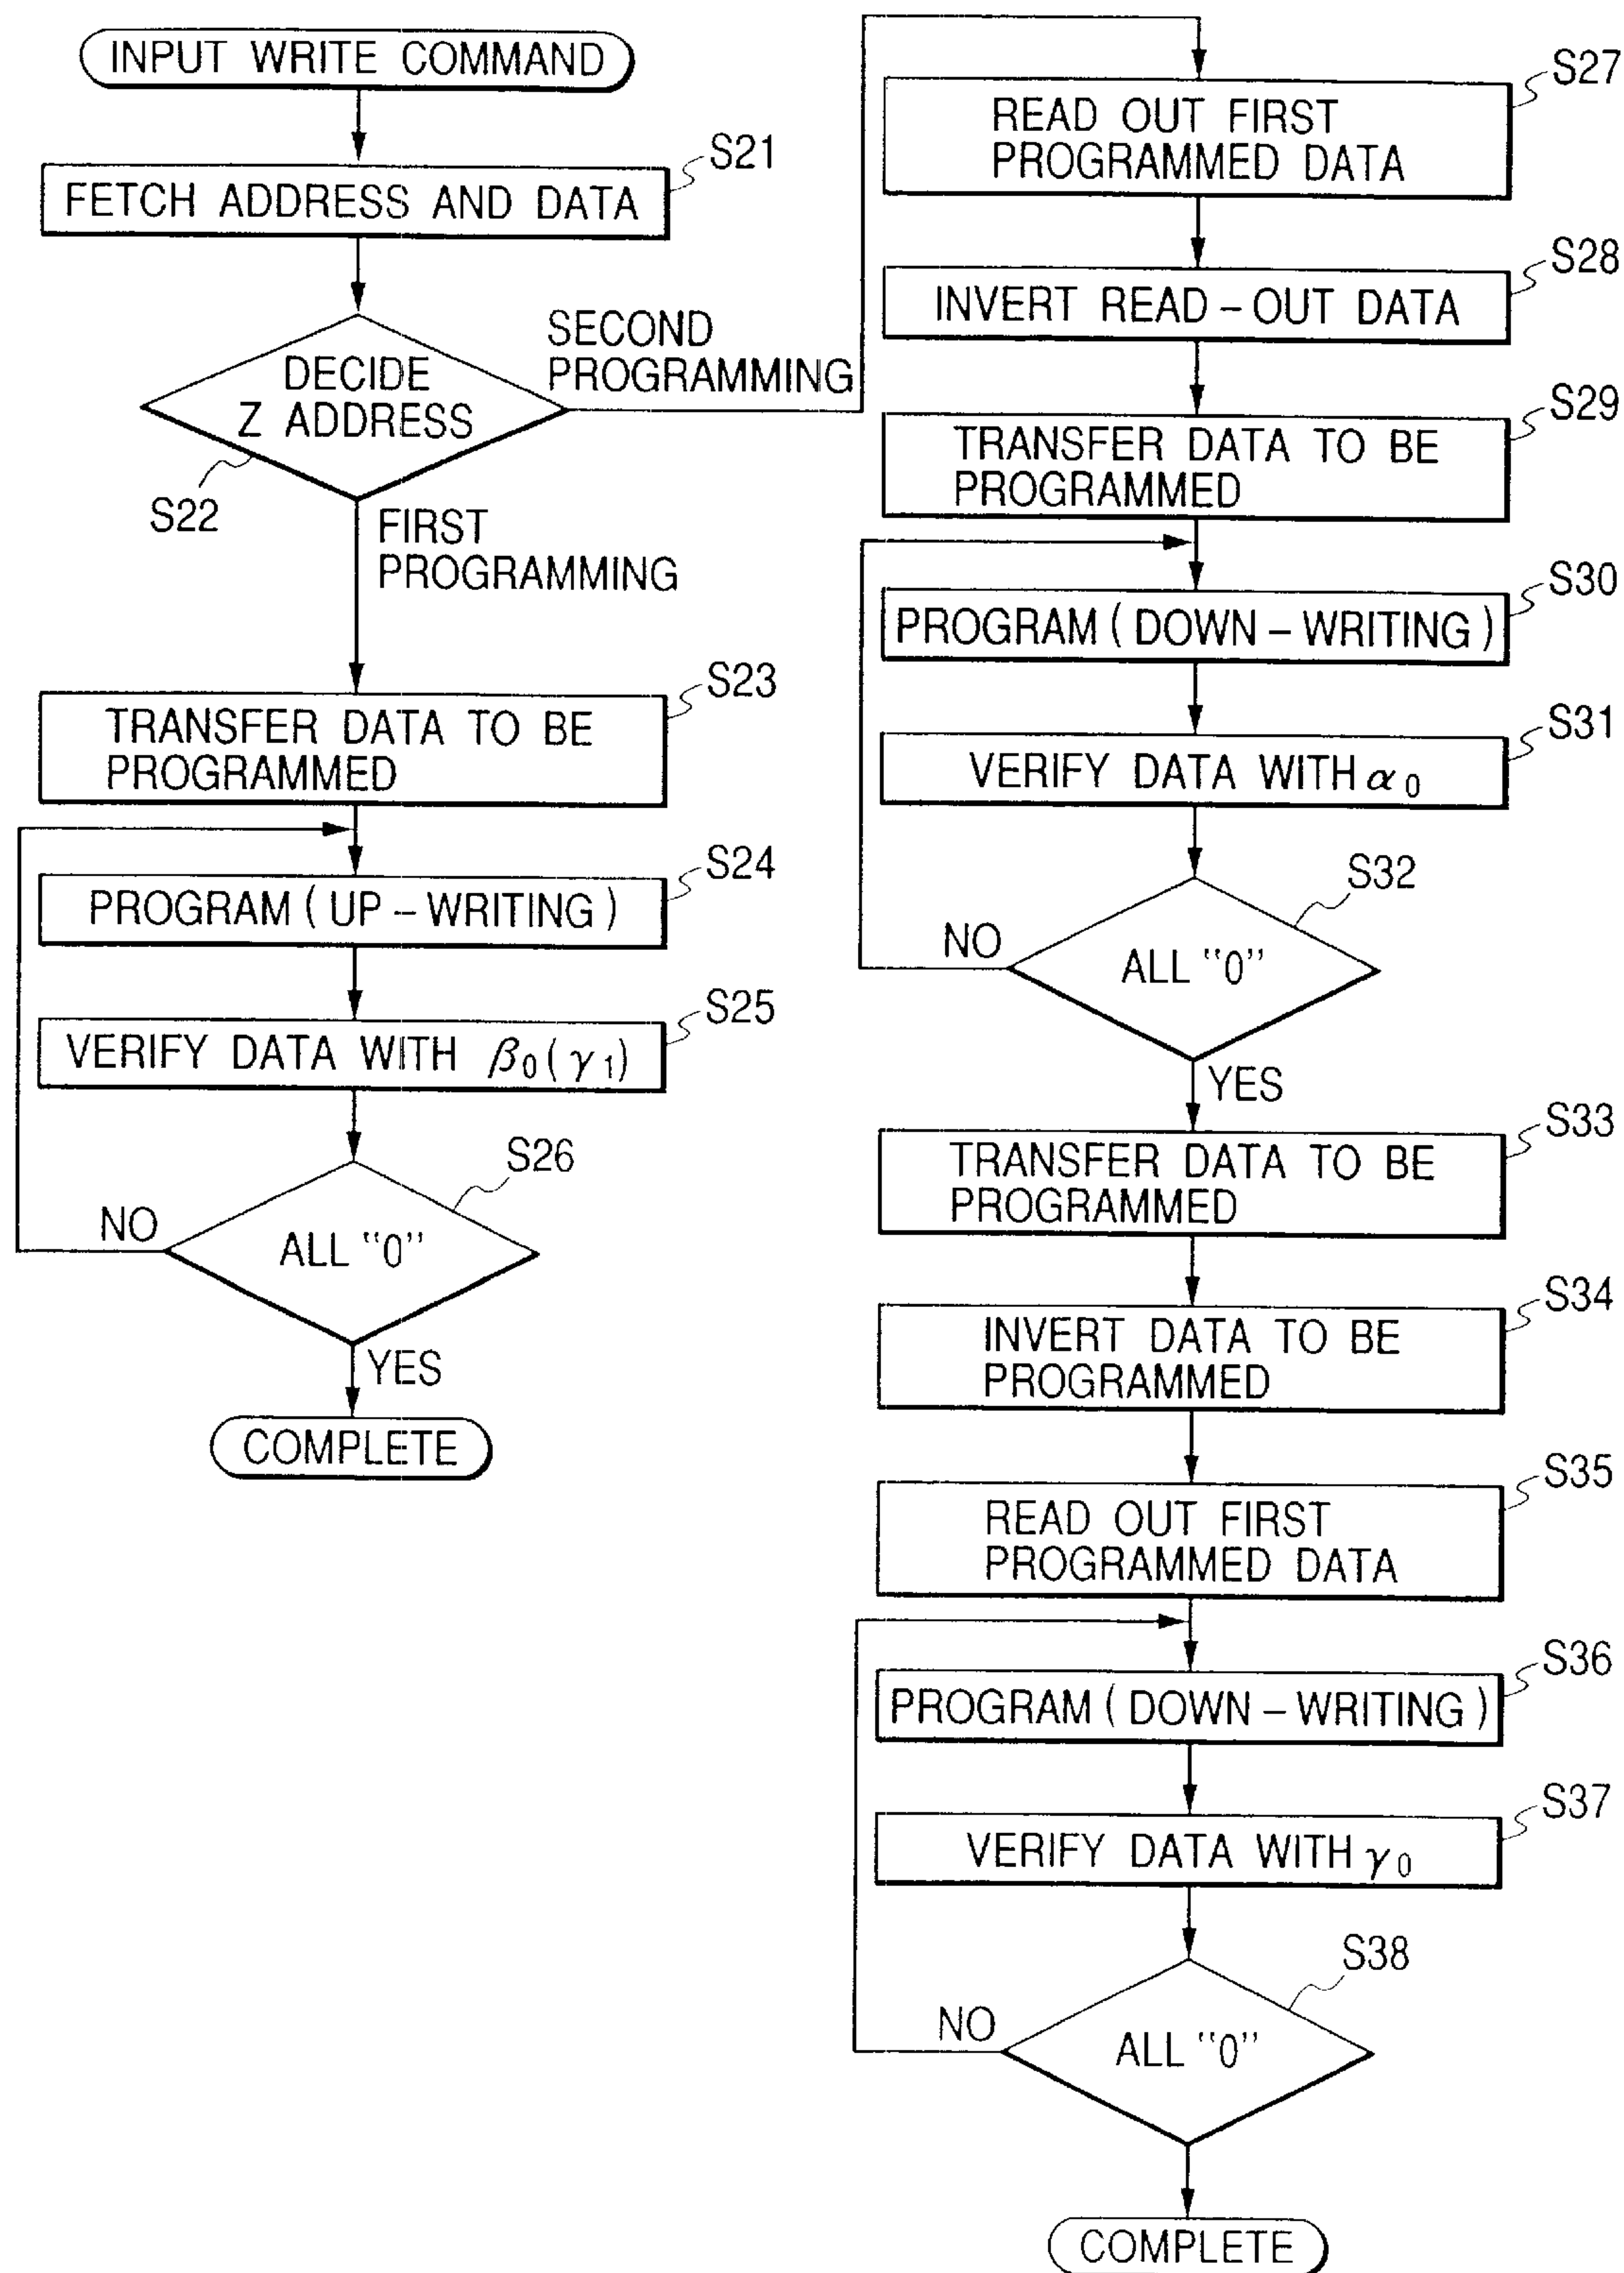 INPUT WRITE COMMAND
S21
FETCH ADDRESS AND DATA
DECIDE
Z ADDRESS
S22
SECOND
PROGRAMMING
FIRST
PROGRAMMING
S23
TRANSFER DATA TO BE
PROGRAMMED
S24
PROGRAM ( UP – WRITING )
S25
VERIFY DATA WITH β₀ ( γ₁ )
S26
ALL "0"
NO
YES
COMPLETE
S27
READ OUT FIRST
PROGRAMMED DATA
S28
INVERT READ – OUT DATA
S29
TRANSFER DATA TO BE
PROGRAMMED
S30
PROGRAM ( DOWN – WRITING )
S31
VERIFY DATA WITH α₀
S32
ALL "0"
NO
YES
S33
TRANSFER DATA TO BE
PROGRAMMED
S34
INVERT DATA TO BE
PROGRAMMED
S35
READ OUT FIRST
PROGRAMMED DATA
S36
PROGRAM ( DOWN – WRITING )
S37
VERIFY DATA WITH γ₀
S38
ALL "0"
NO
COMPLETE